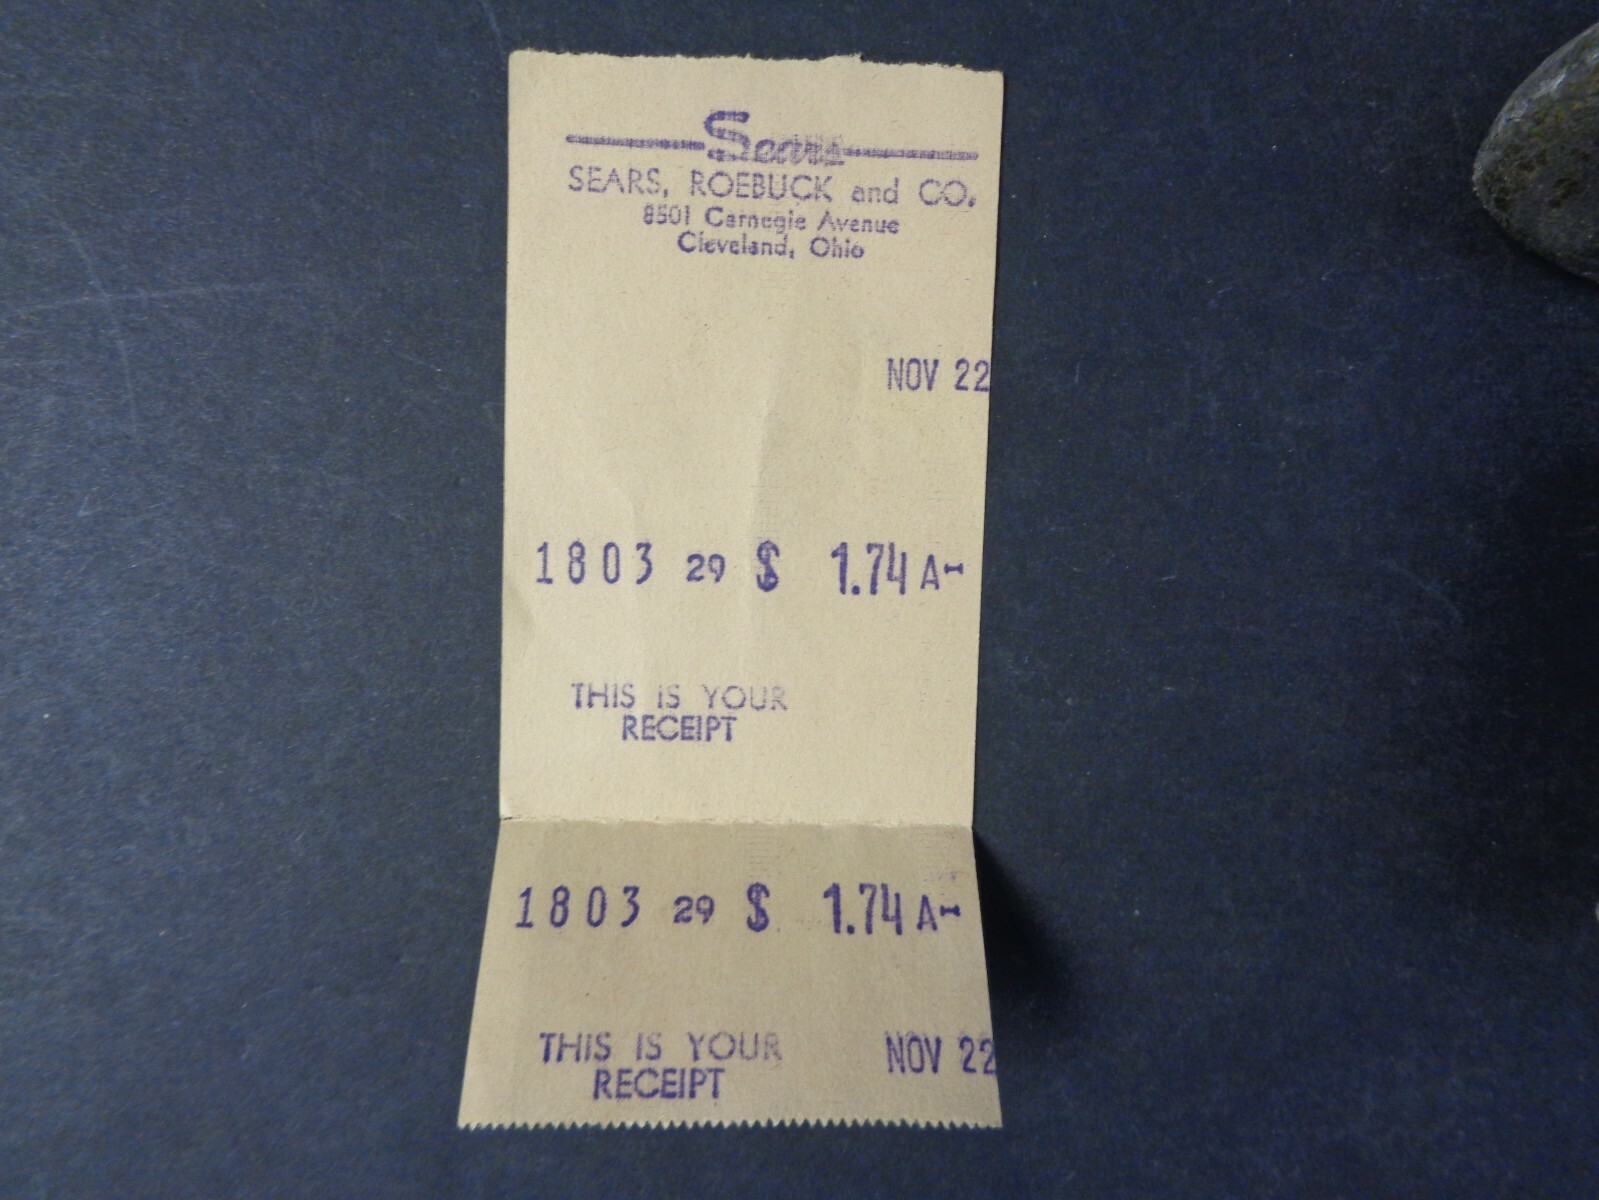 Sears
SEARS, ROEBUCK and CO.
8501 Carnegie Avenue
Cleveland, Ohio
NOV 22
1803 29 $ 1.74 A-
THIS IS YOUR
RECEIPT
1803 29 $ 1.74 A-
THIS IS YOUR
RECEIPT
NOV 22